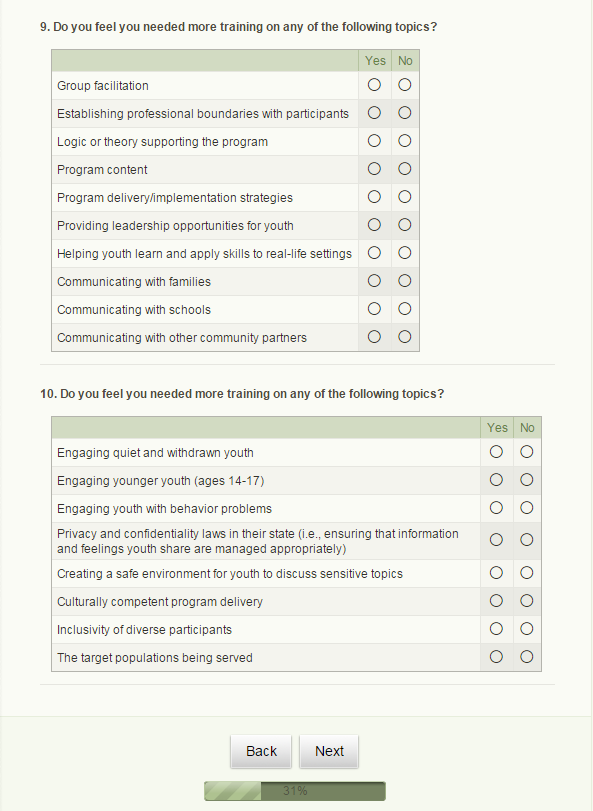 9. Do you feel you needed more training on any of the following topics?
Yes No
Group facilitation
Establishing professional boundaries with participants
Logic or theory supporting the program
Program content
Program delivery/implementation strategies
Providing leadership opportunities for youth
Helping youth learn and apply skills to real-life settings
Communicating with families
Communicating with schools
Communicating with other community partners
10. Do you feel you needed more training on any of the following topics?
Yes No
Engaging quiet and withdrawn youth
Engaging younger youth (ages 14-17)
Engaging youth with behavior problems
Privacy and confidentiality laws in their state (i.e., ensuring that information
and feelings youth share are managed appropriately)
Creating a safe environment for youth to discuss sensitive topics
Culturally competent program delivery
Inclusivity of diverse participants
The target populations being served
Back Next
31%